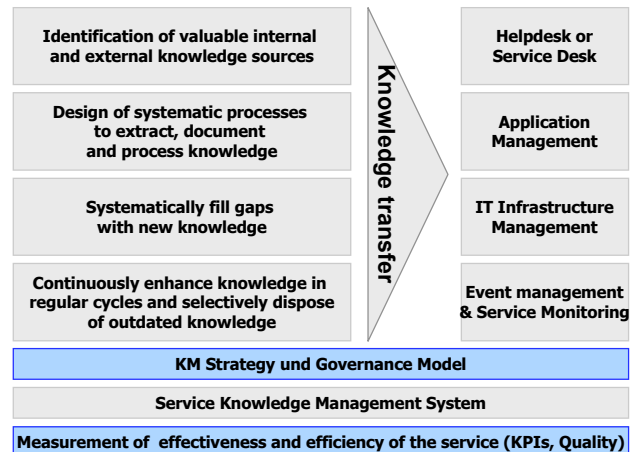 Identification of valuable internal
and external knowledge sources
Design of systematic processes
to extract, document
and process knowledge
Systematically fill gaps
with new knowledge
Continuously enhance knowledge in
regular cycles and selectively dispose
of outdated knowledge
Knowledge transfer
Helpdesk or
Service Desk
Application
Management
IT Infrastructure
Management
Event management
& Service Monitoring
KM Strategy und Governance Model
Service Knowledge Management System
Measurement of effectiveness and efficiency of the service (KPIs, Quality)